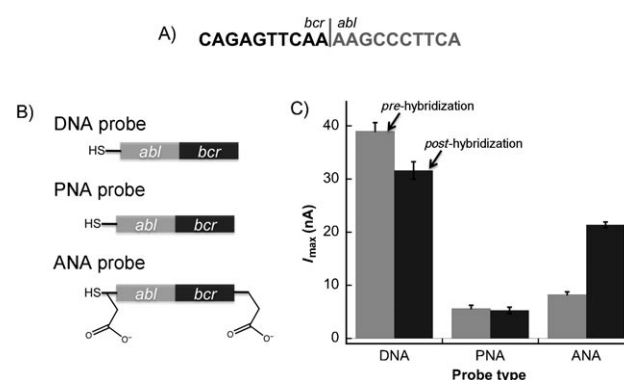 bcr abl
A) CAGAGTTCAA AAGCCCTTCA
B)
DNA probe
HS abl bcr
PNA probe
HS abl bcr
ANA probe
HS abl bcr
O O⁻ O O⁻
C)
pre-hybridization
post-hybridization
40
30
20
10
0
Imax (nA)
DNA PNA ANA
Probe type